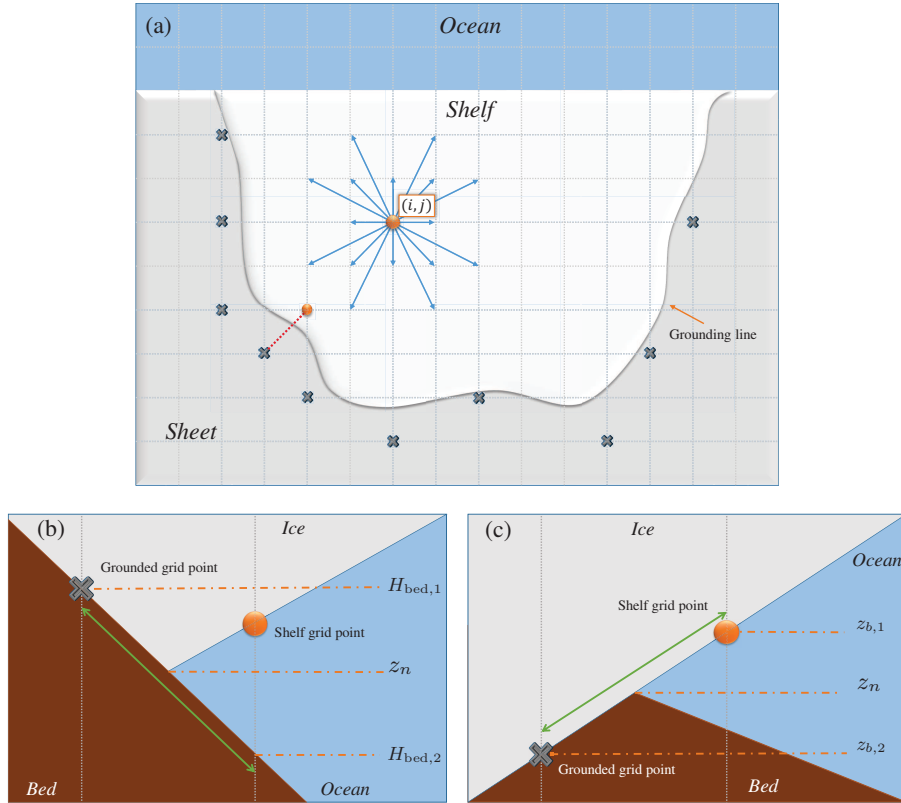 (a)
Ocean
Shelf
(i, j)
Grounding line
Sheet
(b)
Ice
Grounded grid point
H_bed,1
Shelf grid point
z_n
H_bed,2
Bed
Ocean
(c)
Ice
Ocean
Shelf grid point
z_b,1
z_n
z_b,2
Grounded grid point
Bed